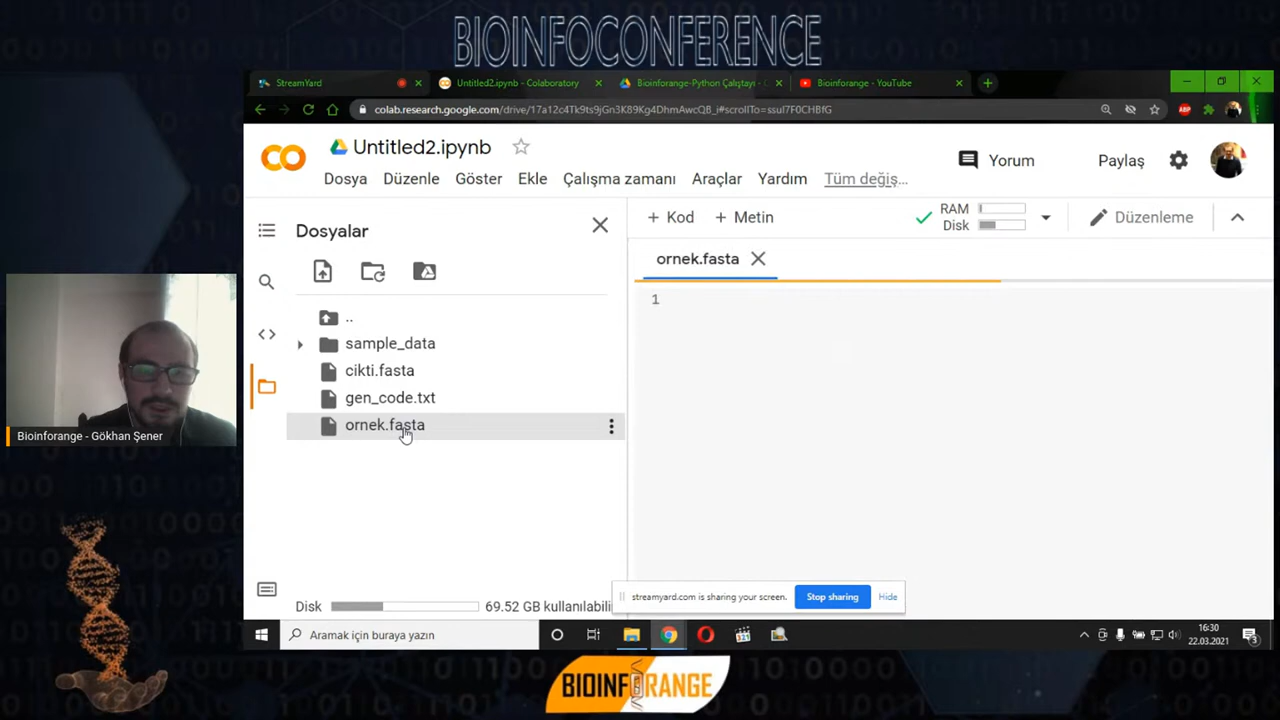 BIOINFOCONFERENCE
StreamYard
Untitled2.ipynb - Colaboratory
Bioinforange-Python Çalıştayı -
Bioinforange - YouTube
colab.research.google.com/drive/17a12c4Tk9ts9jGn3K89Kg4DhmAwcQB_i#scrollTo=ssul7F0CHBfG
ABP
CO
Untitled2.ipynb
Yorum
Paylaş
Dosya Düzenle Göster Ekle Çalışma zamanı Araçlar Yardım Tüm değiş...
Dosyalar
+ Kod + Metin
RAM
Disk
Düzenleme
ornek.fasta
1
..
sample_data
cikti.fasta
gen_code.txt
ornek.fasta
Bioinforange - Gökhan Şener
Disk 69.52 GB kullanılabili
streamyard.com is sharing your screen. Stop sharing Hide
Aramak için buraya yazın
16:30
22.03.2021
3
BIOINFORANGE